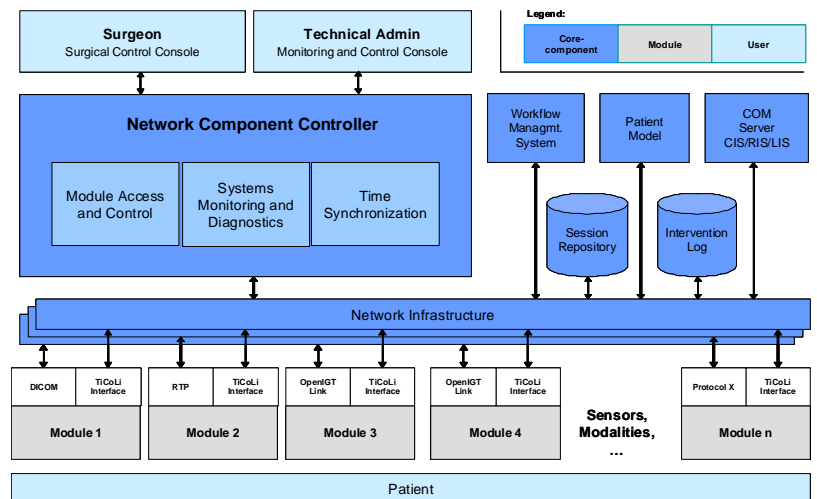 Surgeon
Surgical Control Console
Technical Admin
Monitoring and Control Console
Legend:
Core-
component
Module
User
Network Component Controller
Module Access
and Control
Systems
Monitoring and
Diagnostics
Time
Synchronization
Workflow
Managmt.
System
Patient
Model
COM
Server
CIS/RIS/LIS
Session
Repository
Intervention
Log
Network Infrastructure
DICOM
TiCoLi
Interface
Module 1
RTP
TiCoLi
Interface
Module 2
OpenIGT
Link
TiCoLi
Interface
Module 3
OpenIGT
Link
TiCoLi
Interface
Module 4
Sensors,
Modalities,
...
Protocol X
TiCoLi
Interface
Module n
Patient